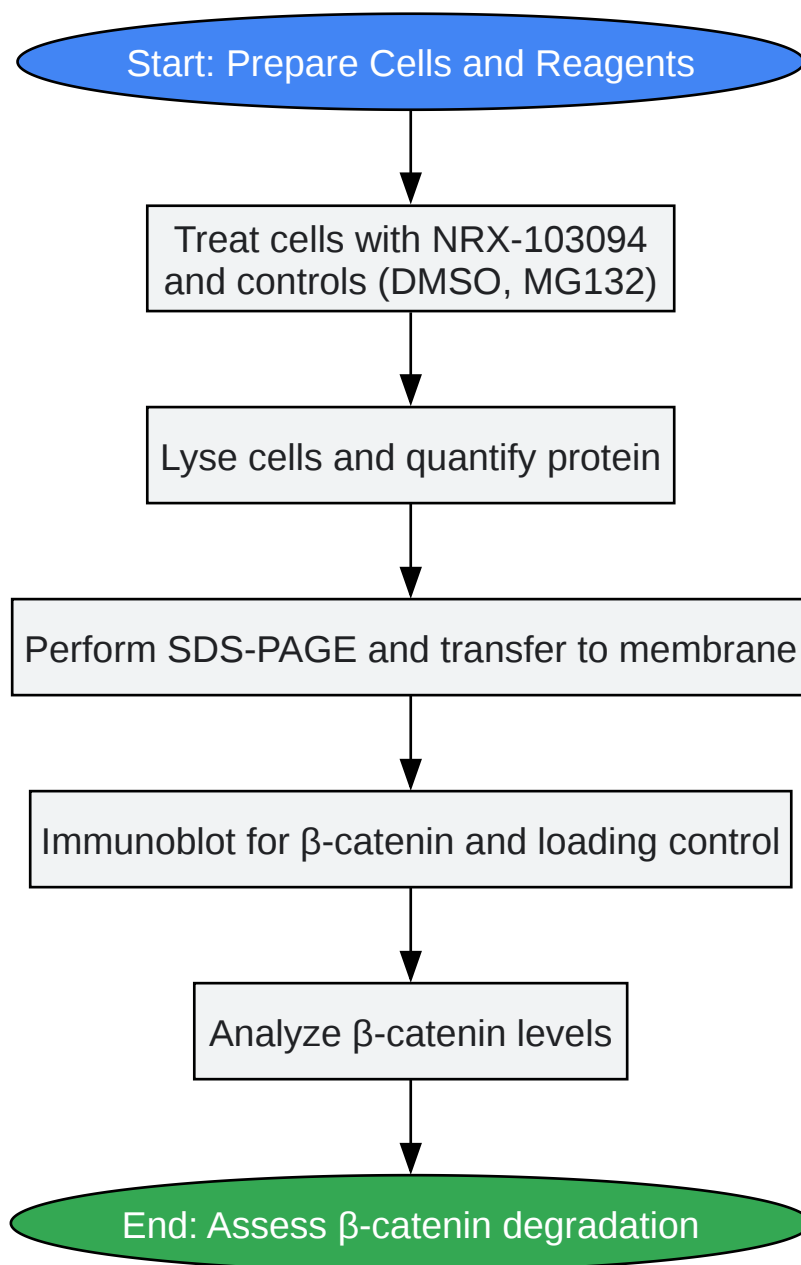 Start: Prepare Cells and Reagents
Treat cells with NRX-103094
and controls (DMSO, MG132)
Lyse cells and quantify protein
Perform SDS-PAGE and transfer to membrane
Immunoblot for β-catenin and loading control
Analyze β-catenin levels
End: Assess β-catenin degradation